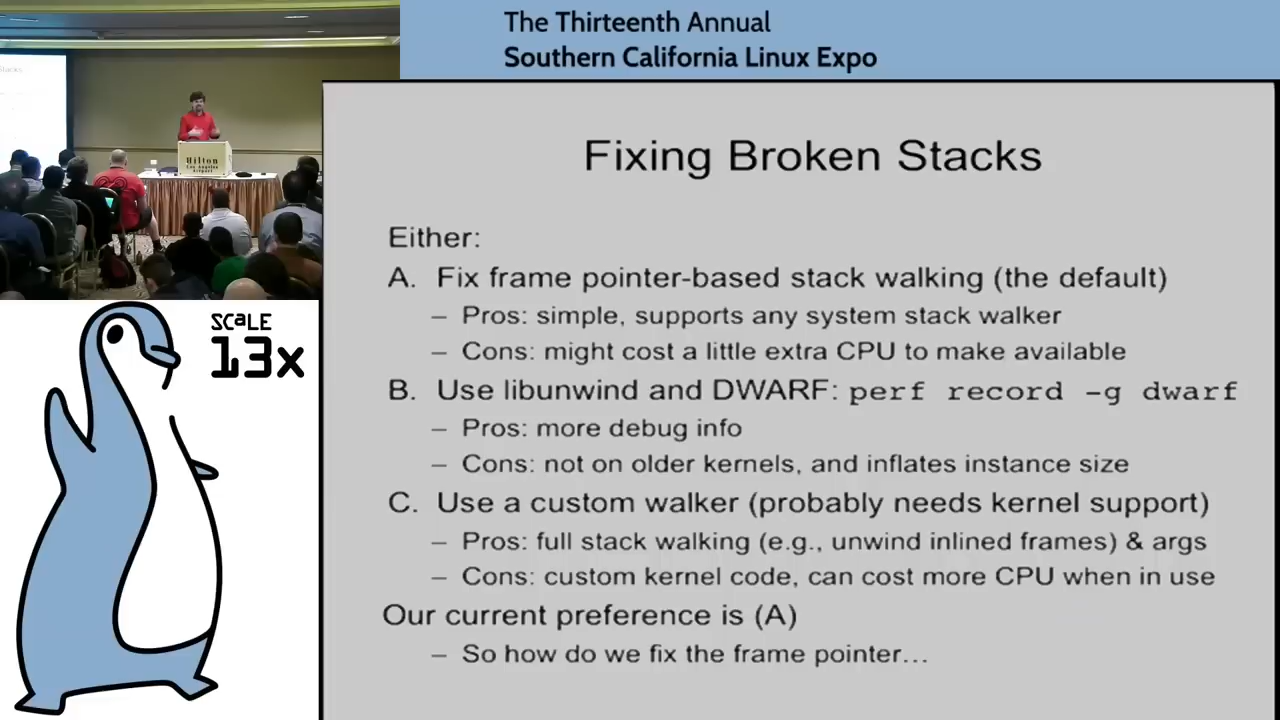 The Thirteenth Annual
Southern California Linux Expo
Hilton
Los Angeles
Airport
SCaLE
13x
Fixing Broken Stacks
Either:
A. Fix frame pointer-based stack walking (the default)
– Pros: simple, supports any system stack walker
– Cons: might cost a little extra CPU to make available
B. Use libunwind and DWARF: perf record -g dwarf
– Pros: more debug info
– Cons: not on older kernels, and inflates instance size
C. Use a custom walker (probably needs kernel support)
– Pros: full stack walking (e.g., unwind inlined frames) & args
– Cons: custom kernel code, can cost more CPU when in use
Our current preference is (A)
– So how do we fix the frame pointer…